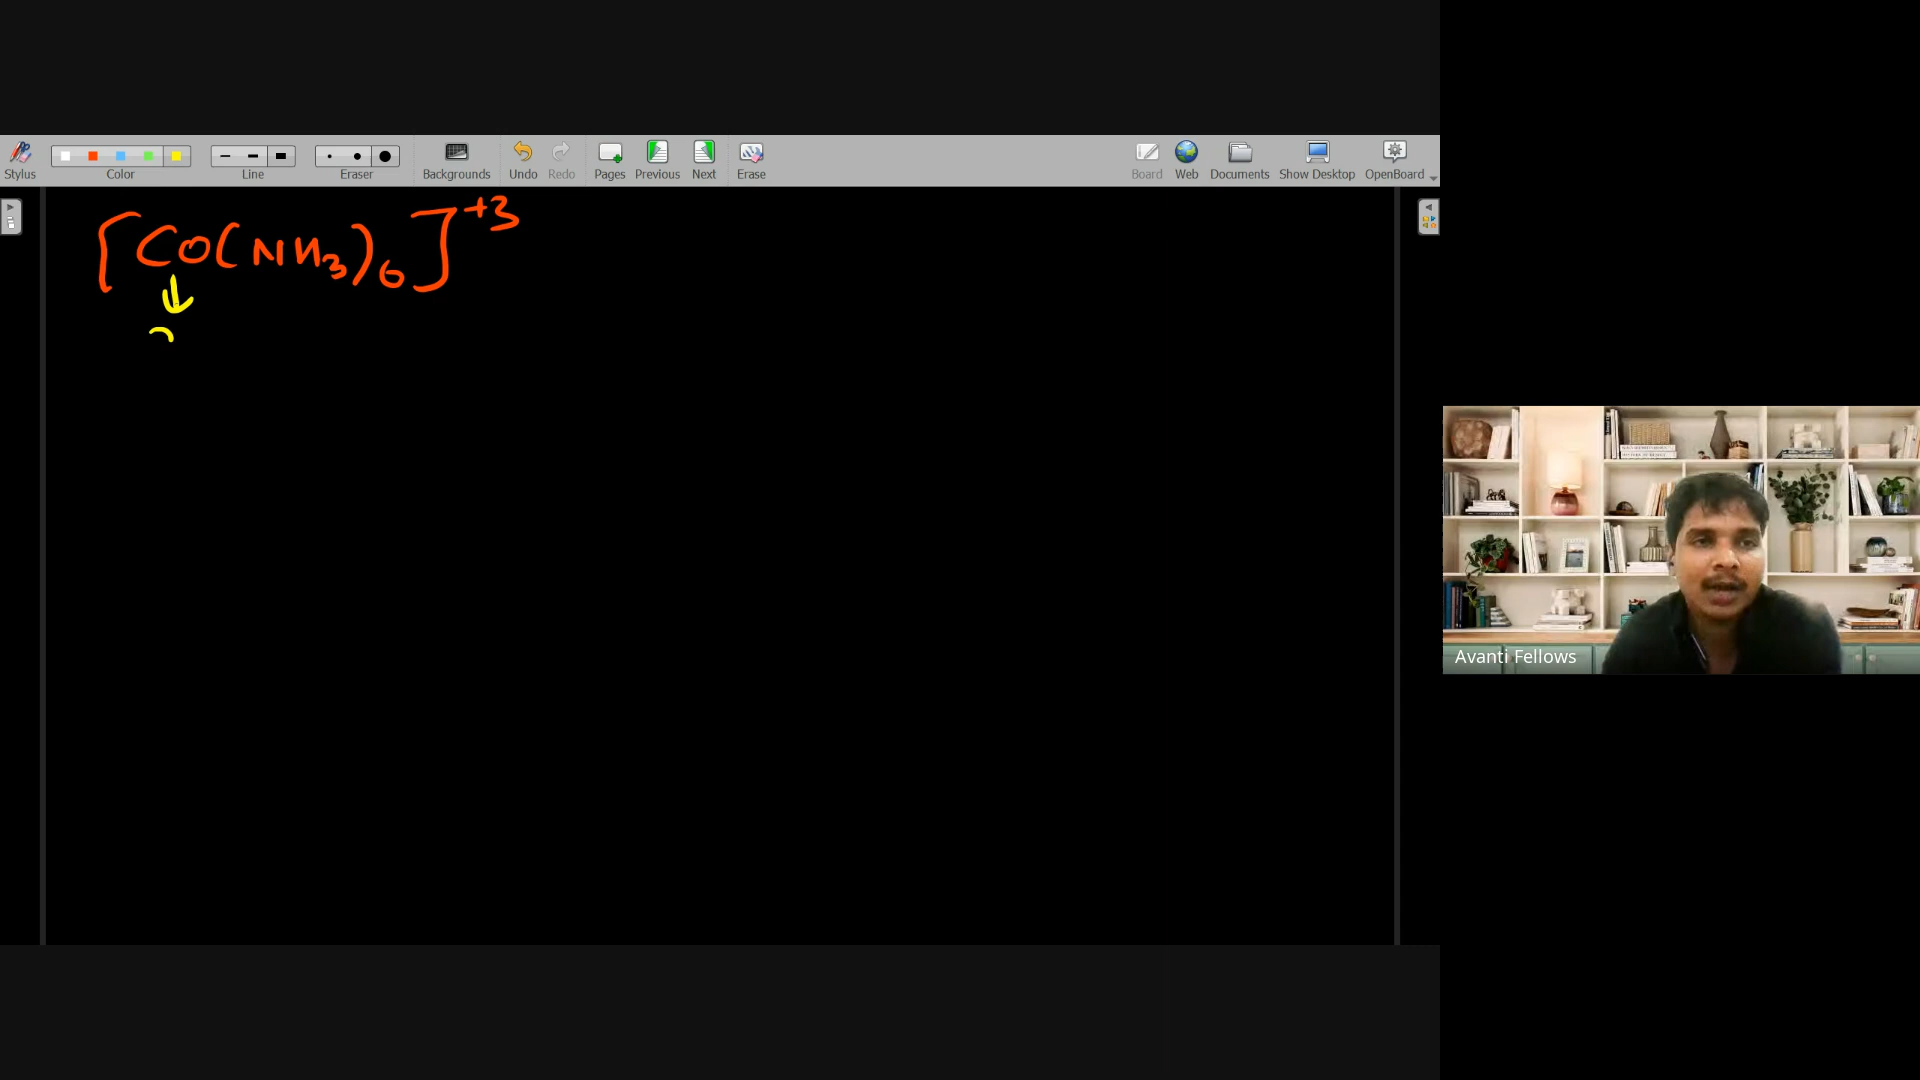 Stylus Color Line Eraser Backgrounds Undo Redo Pages Previous Next Erase Board Web Documents Show Desktop OpenBoard
[CO(NH3)6]+3
Avanti Fellows